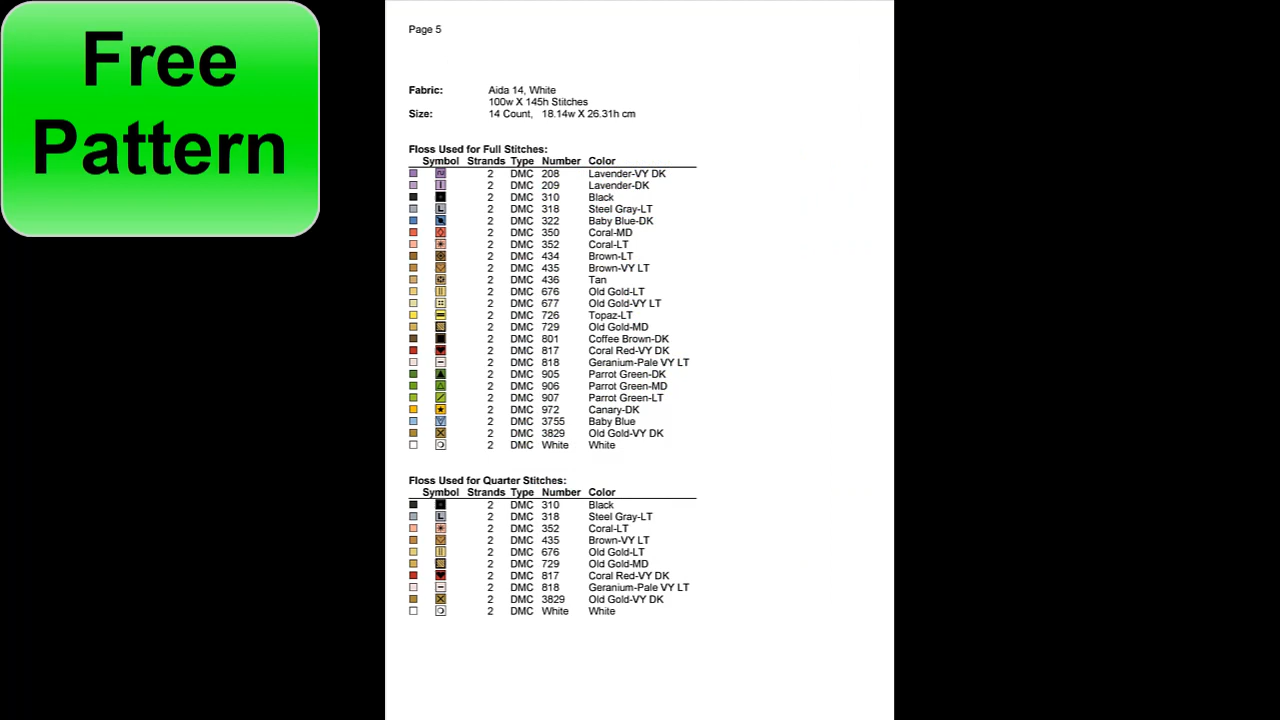 Free
Pattern
Page 5
Fabric: Aida 14, White
100w X 145h Stitches
Size: 14 Count, 18.14w X 26.31h cm
Floss Used for Full Stitches:
Symbol Strands Type Number Color
2 DMC 208 Lavender-VY DK
2 DMC 209 Lavender-DK
2 DMC 310 Black
2 DMC 318 Steel Gray-LT
2 DMC 322 Baby Blue-DK
2 DMC 350 Coral-MD
2 DMC 352 Coral-LT
2 DMC 434 Brown-LT
2 DMC 435 Brown-VY LT
2 DMC 436 Tan
2 DMC 676 Old Gold-LT
2 DMC 677 Old Gold-VY LT
2 DMC 726 Topaz-LT
2 DMC 729 Old Gold-MD
2 DMC 801 Coffee Brown-DK
2 DMC 817 Coral Red-VY DK
2 DMC 818 Geranium-Pale VY LT
2 DMC 905 Parrot Green-DK
2 DMC 906 Parrot Green-MD
2 DMC 907 Parrot Green-LT
2 DMC 972 Canary-DK
2 DMC 3755 Baby Blue
2 DMC 3829 Old Gold-VY DK
2 DMC White White
Floss Used for Quarter Stitches:
Symbol Strands Type Number Color
2 DMC 310 Black
2 DMC 318 Steel Gray-LT
2 DMC 352 Coral-LT
2 DMC 435 Brown-VY LT
2 DMC 676 Old Gold-LT
2 DMC 729 Old Gold-MD
2 DMC 817 Coral Red-VY DK
2 DMC 818 Geranium-Pale VY LT
2 DMC 3829 Old Gold-VY DK
2 DMC White White